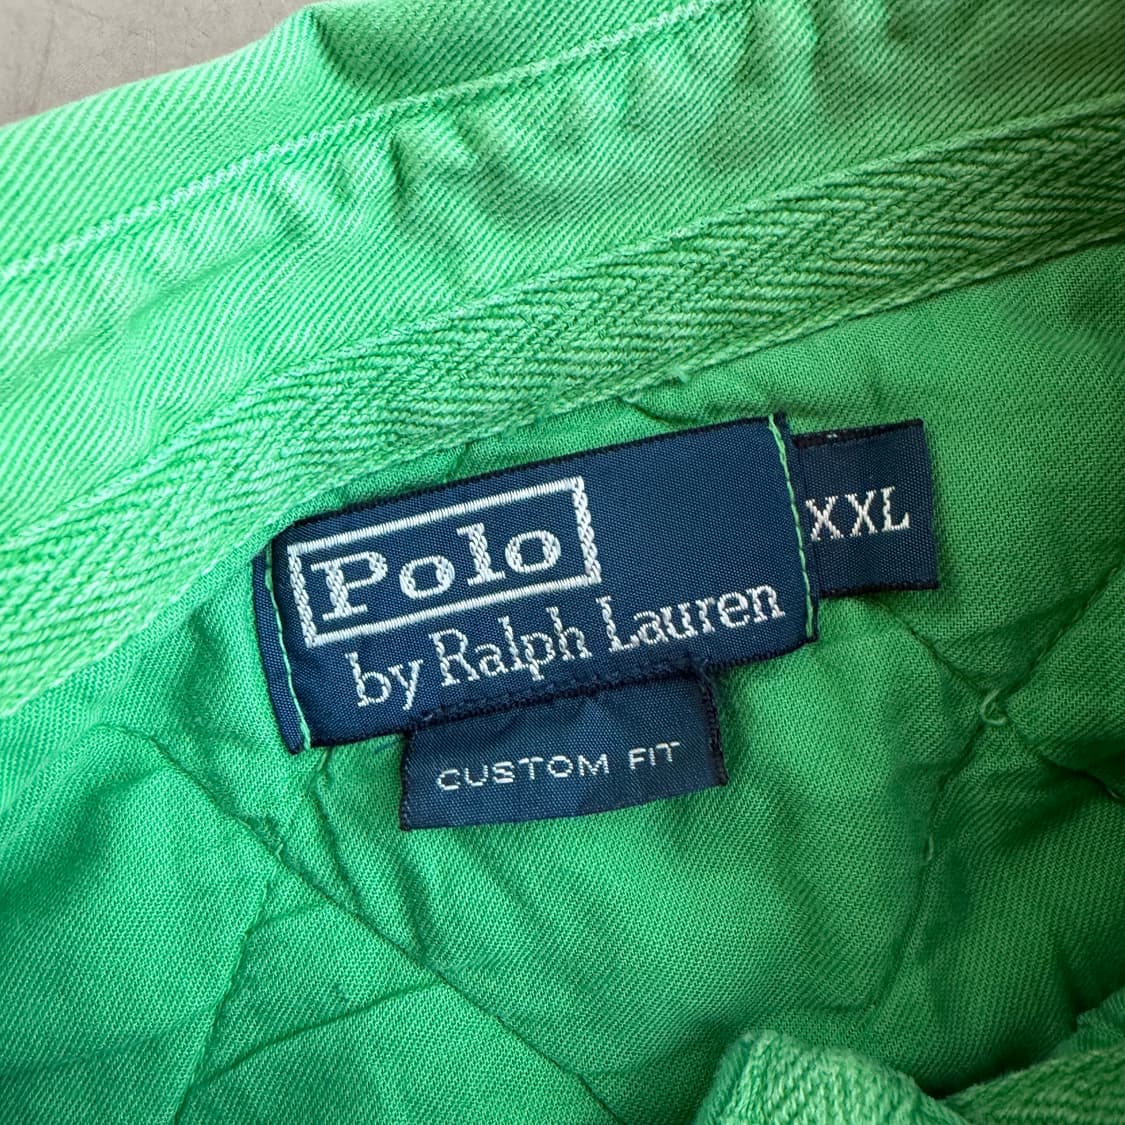 Polo
by Ralph Lauren
XXL
CUSTOM FIT